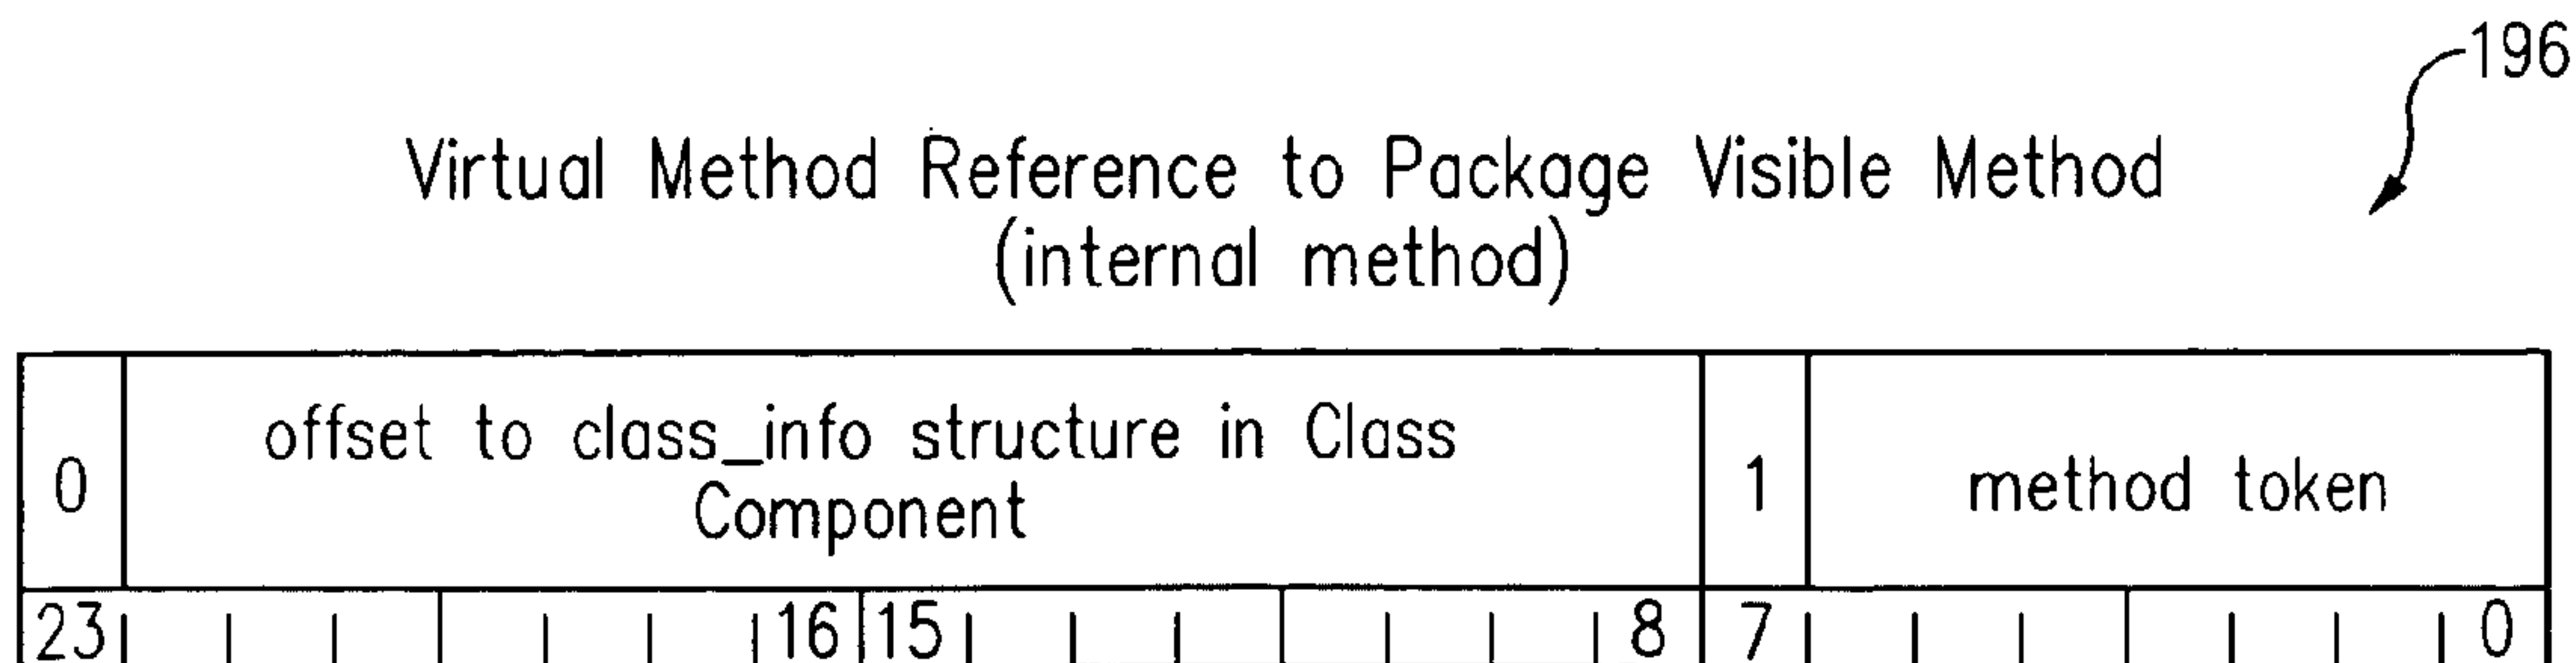 196
Virtual Method Reference to Package Visible Method
(internal method)
0
offset to class_info structure in Class
Component
1
method token
23 16 15 8 7 0